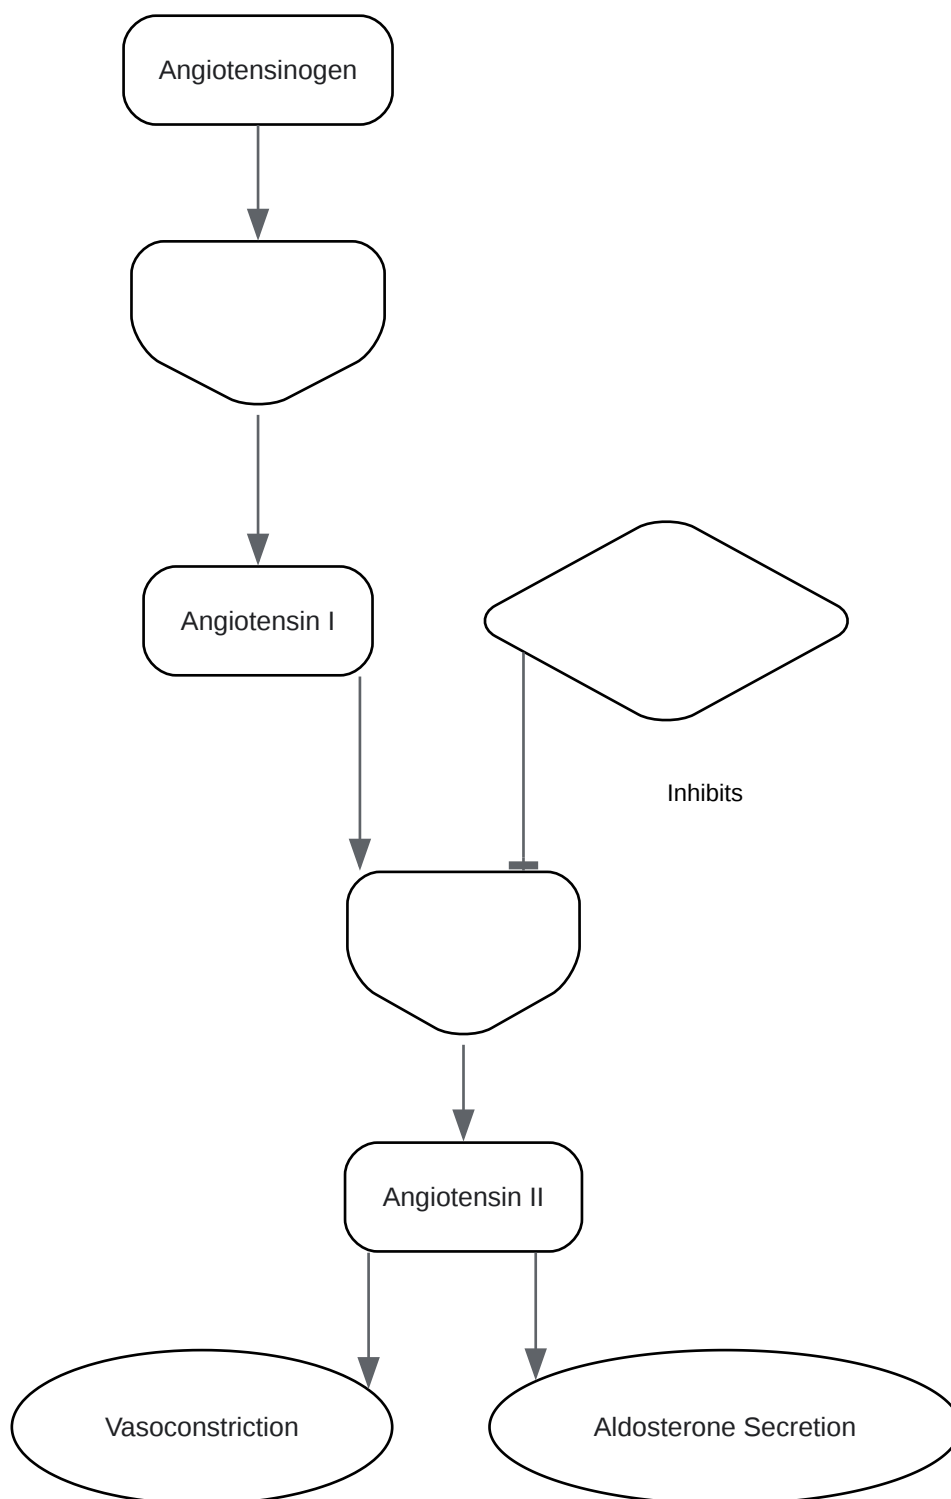 Angiotensinogen
Angiotensin I
Inhibits
Angiotensin II
Vasoconstriction
Aldosterone Secretion